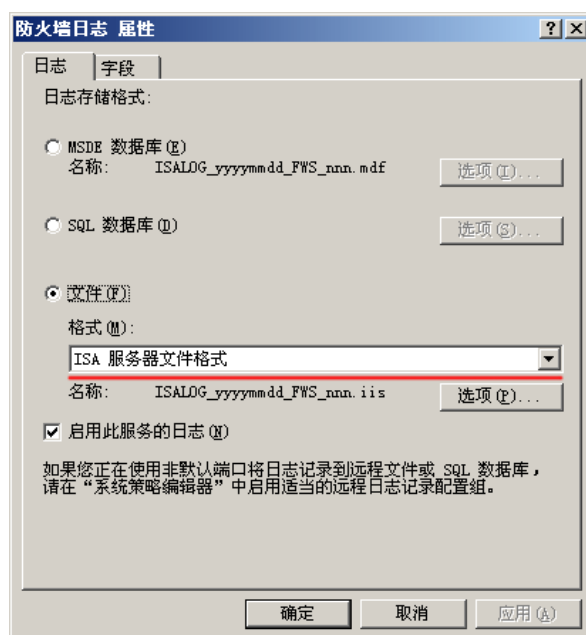 防火墙日志 属性
日志
字段
日志存储格式:
MSDE 数据库(E)
名称: ISALOG_yyyymmdd_FWS_nnn.mdf
选项(I)...
SQL 数据库(D)
选项(S)...
文件(F)
格式(M):
ISA 服务器文件格式
名称: ISALOG_yyyymmdd_FWS_nnn.iis
选项(P)...
启用此服务的日志(N)
如果您正在使用非默认端口将日志记录到远程文件或 SQL 数据库,
请在“系统策略编辑器”中启用适当的远程日志记录配置组。
确定
取消
应用(A)